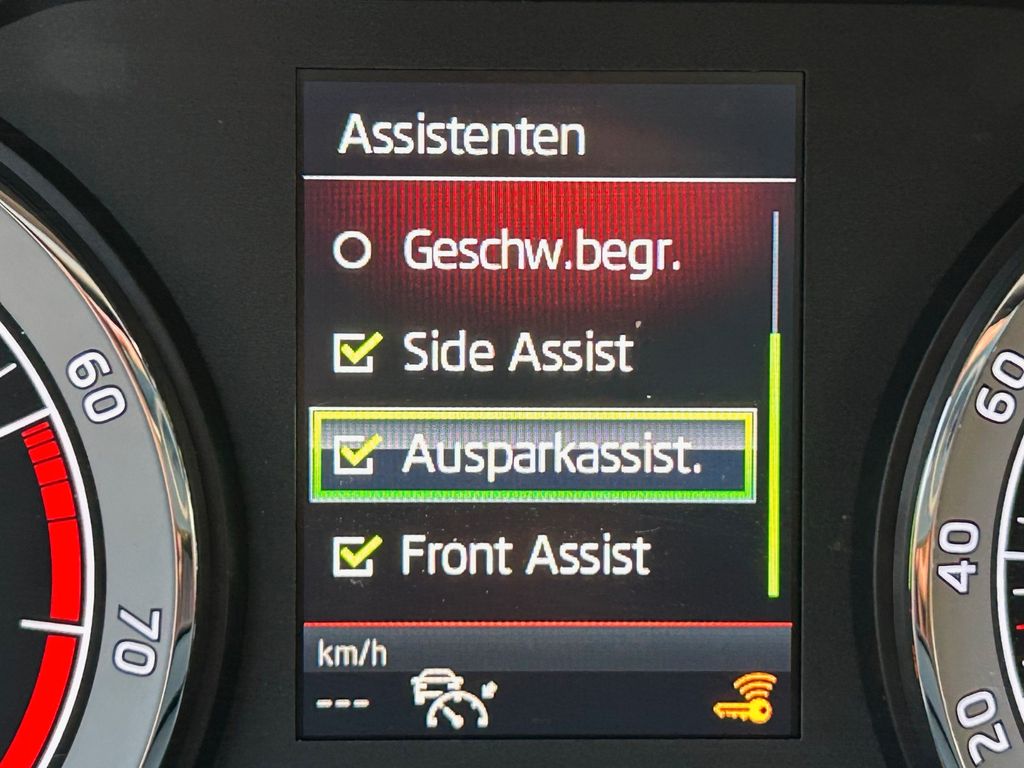 Assistenten
Geschw.begr.
Side Assist
Ausparkassist.
Front Assist
km/h
---
60
70
60
40
20